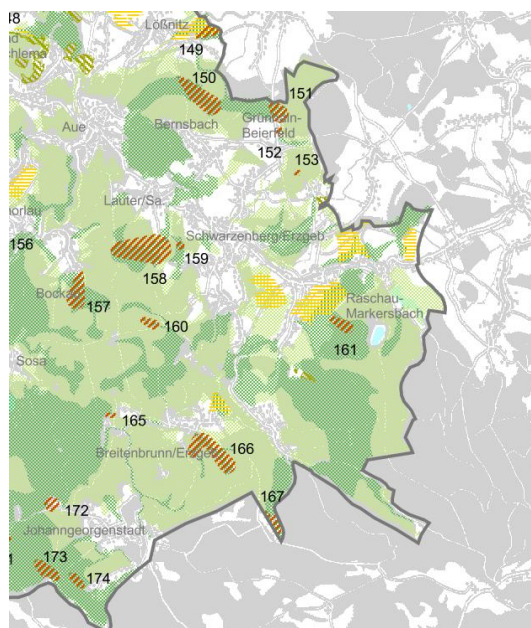 48
Lößnitz
149
150
151
Aue
Bernsbach
Grünhain-
Beierfeld
152
153
Lauter/Sa.
156
Schwarzenberg/Erzgeb
159
158
Bockau
157
Raschau-
Markersbach
160
161
Sosa
165
166
Breitenbrunn/Erzgeb
167
172
Johanngeorgenstadt
173
174